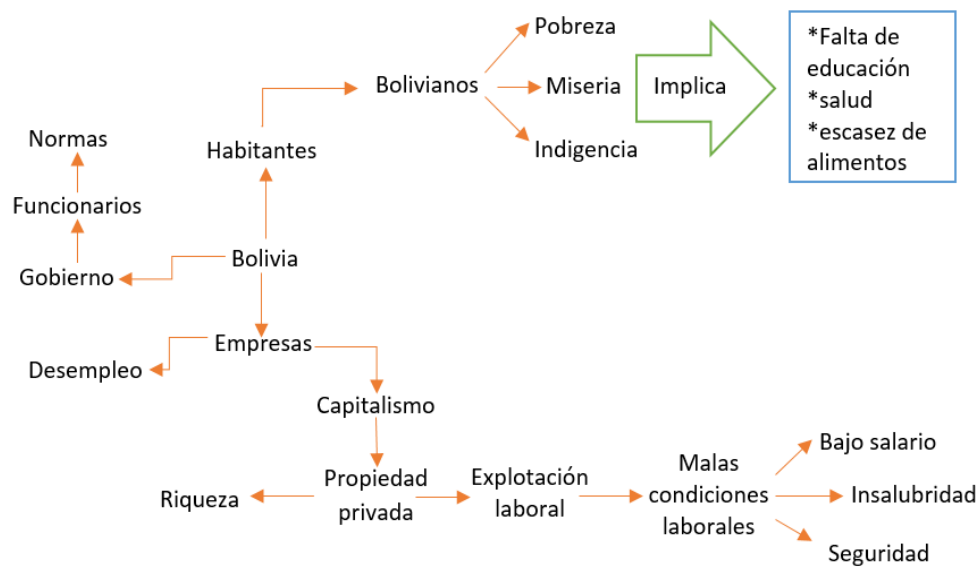 Pobreza
*Falta de
educación
*salud
*escasez de
alimentos
Bolivianos
Miseria
Implica
Normas
Habitantes
Indigencia
Funcionarios
Bolivia
Gobierno
Empresas
Desempleo
Capitalismo
Bajo salario
Propiedad
privada
Explotación
laboral
Malas
condiciones
laborales
Riqueza
Insalubridad
Seguridad